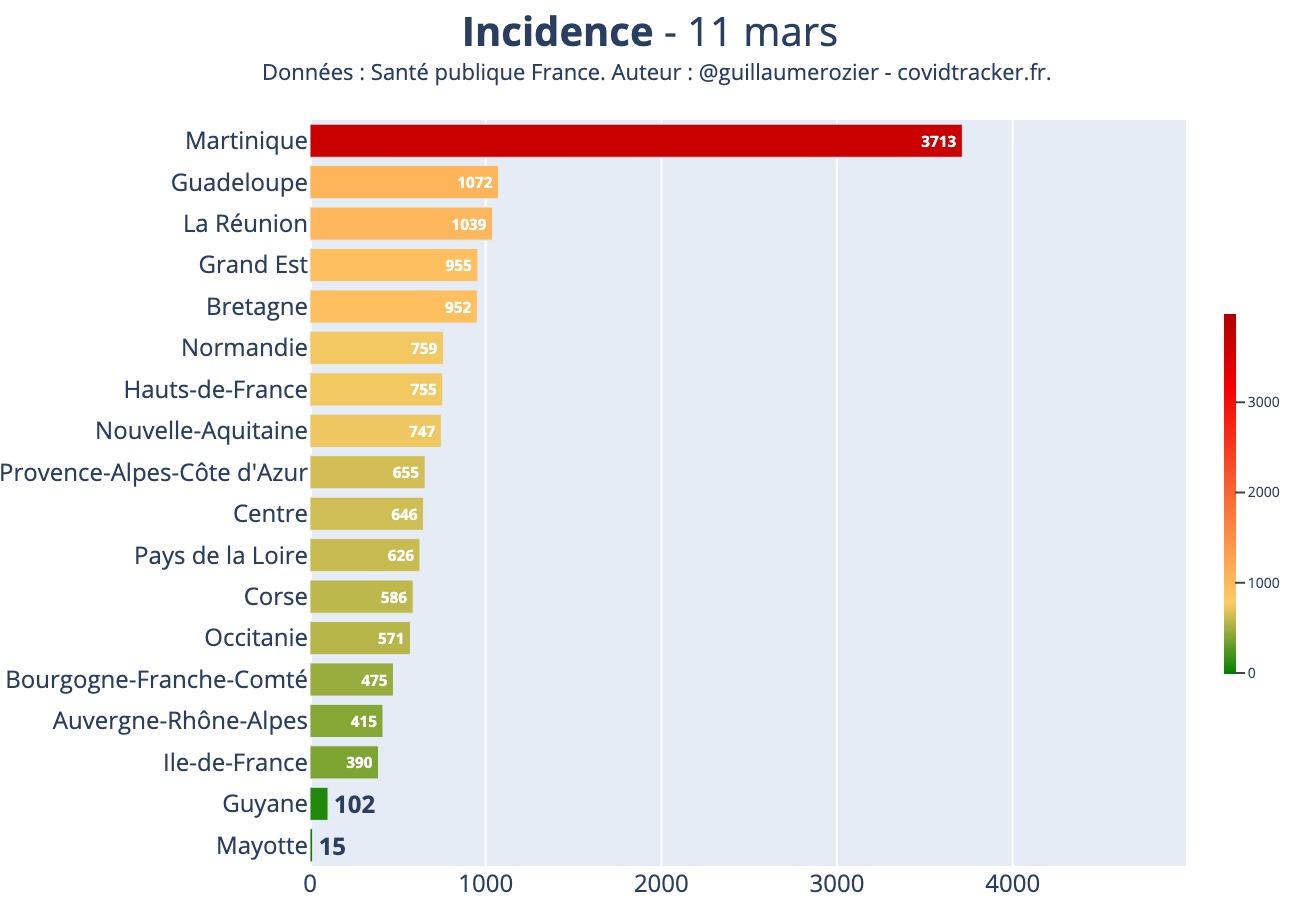 Incidence - 11 mars
Données : Santé publique France. Auteur : @guillaumerozier - covidtracker.fr.
Martinique 3713
Guadeloupe 1072
La Réunion 1039
Grand Est 955
Bretagne 952
Normandie 759
Hauts-de-France 755
Nouvelle-Aquitaine 747
Provence-Alpes-Côte d'Azur 655
Centre 646
Pays de la Loire 626
Corse 586
Occitanie 571
Bourgogne-Franche-Comté 475
Auvergne-Rhône-Alpes 415
Ile-de-France 390
Guyane 102
Mayotte 15
0 1000 2000 3000 4000
3000
2000
1000
0